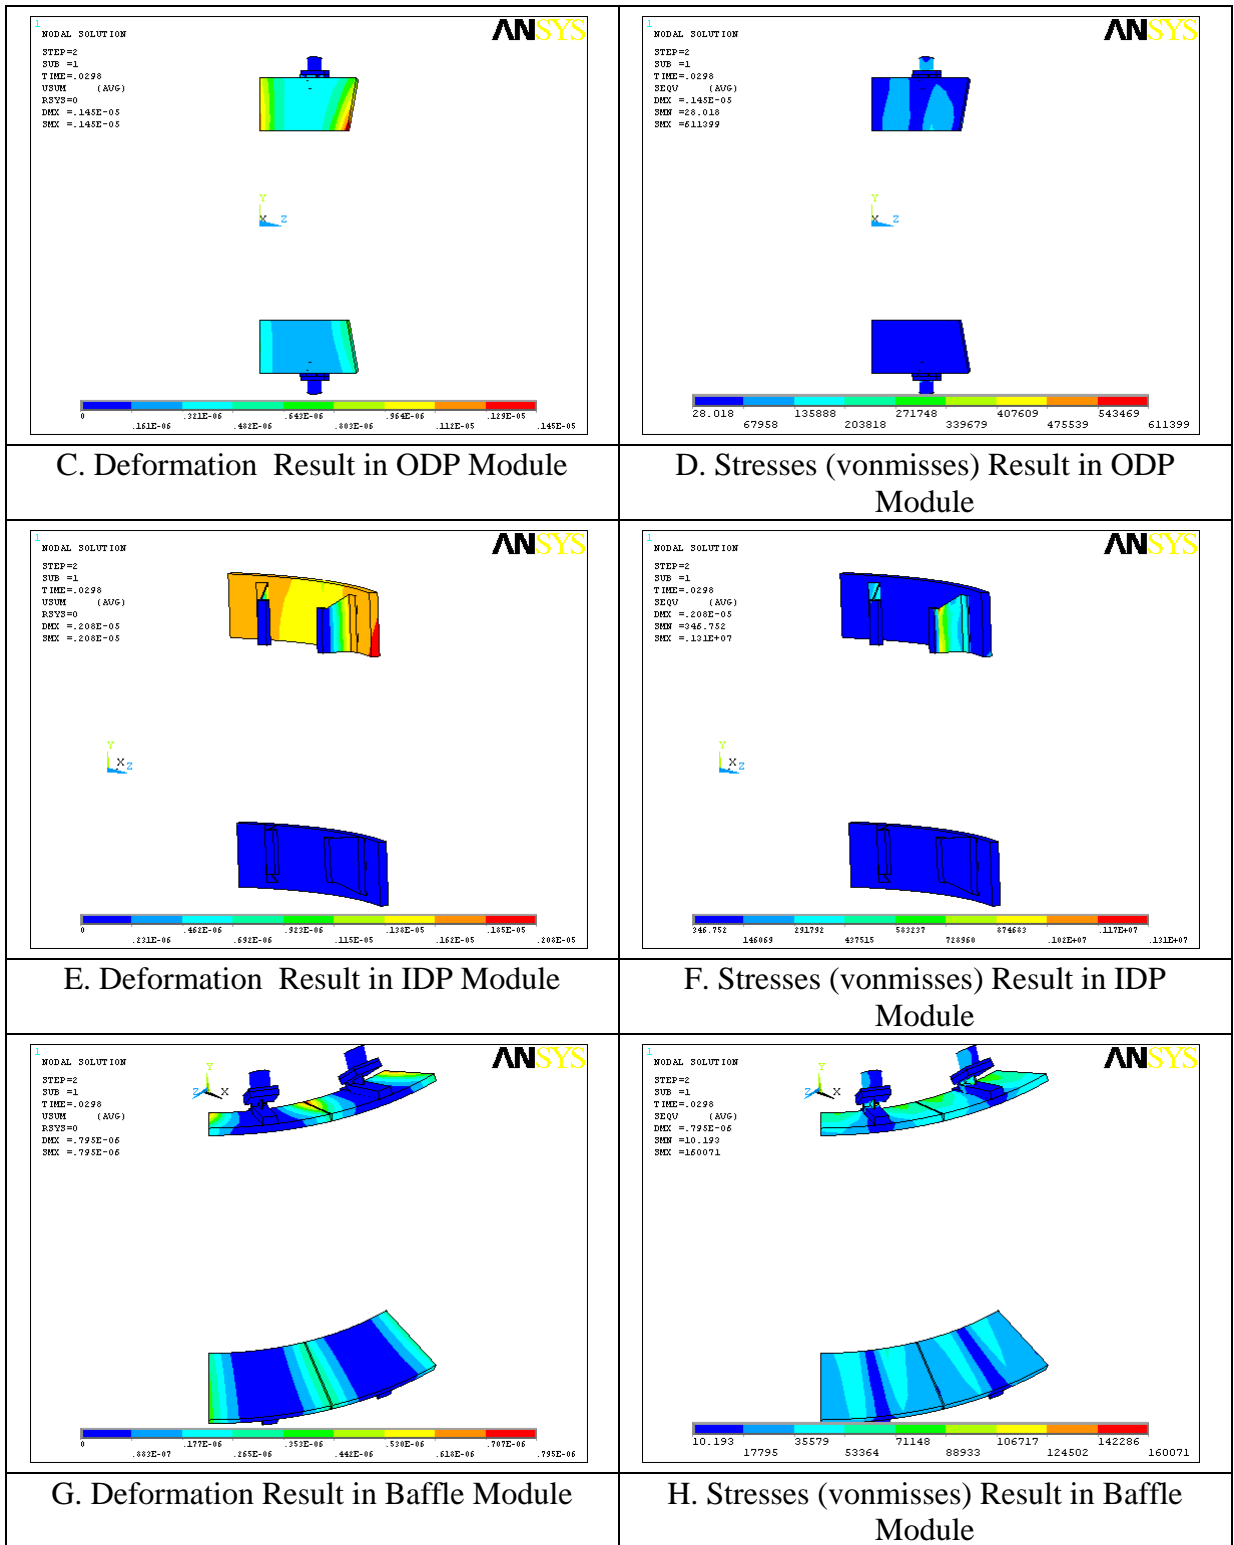 1
NODAL SOLUTION
STEP=2
SUB =1
TIME=.0298
USUM (AVG)
RSYS=0
DMX =.145E-05
SMX =.145E-05
ANSYS
Y
X
Z
0
.161E-06
.321E-06
.482E-06
.643E-06
.803E-06
.964E-06
.112E-05
.129E-05
.145E-05
1
NODAL SOLUTION
STEP=2
SUB =1
TIME=.0298
SEQV (AVG)
DMX =.145E-05
SMN =28.018
SMX =611399
ANSYS
Y
X
Z
28.018
67958
135888
203818
271748
339679
407609
475539
543469
611399
C. Deformation Result in ODP Module
D. Stresses (vonmisses) Result in ODP
Module
1
NODAL SOLUTION
STEP=2
SUB =1
TIME=.0298
USUM (AVG)
RSYS=0
DMX =.208E-05
SMX =.208E-05
ANSYS
Y
X
Z
0
.231E-06
.462E-06
.692E-06
.923E-06
.115E-05
.138E-05
.162E-05
.185E-05
.208E-05
1
NODAL SOLUTION
STEP=2
SUB =1
TIME=.0298
SEQV (AVG)
DMX =.208E-05
SMN =346.752
SMX =.131E+07
ANSYS
Y
X
Z
346.752
146069
291792
437515
583237
728960
874683
.102E+07
.117E+07
.131E+07
E. Deformation Result in IDP Module
F. Stresses (vonmisses) Result in IDP
Module
1
NODAL SOLUTION
STEP=2
SUB =1
TIME=.0298
USUM (AVG)
RSYS=0
DMX =.795E-06
SMX =.795E-06
ANSYS
Y
Z
X
0
.883E-07
.177E-06
.265E-06
.353E-06
.442E-06
.530E-06
.618E-06
.707E-06
.795E-06
1
NODAL SOLUTION
STEP=2
SUB =1
TIME=.0298
SEQV (AVG)
DMX =.795E-06
SMN =10.193
SMX =160071
ANSYS
Y
Z
X
10.193
17795
35579
53364
71148
88933
106717
124502
142286
160071
G. Deformation Result in Baffle Module
H. Stresses (vonmisses) Result in Baffle
Module